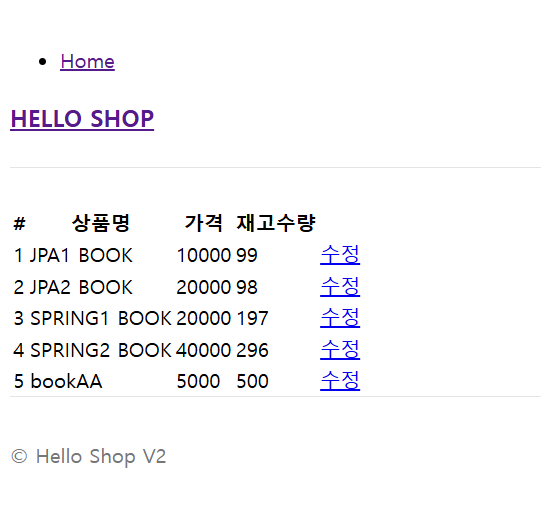 Home
HELLO SHOP
# 상품명 가격 재고수량
1 JPA1 BOOK 10000 99 수정
2 JPA2 BOOK 20000 98 수정
3 SPRING1 BOOK 20000 197 수정
4 SPRING2 BOOK 40000 296 수정
5 bookAA 5000 500 수정
© Hello Shop V2